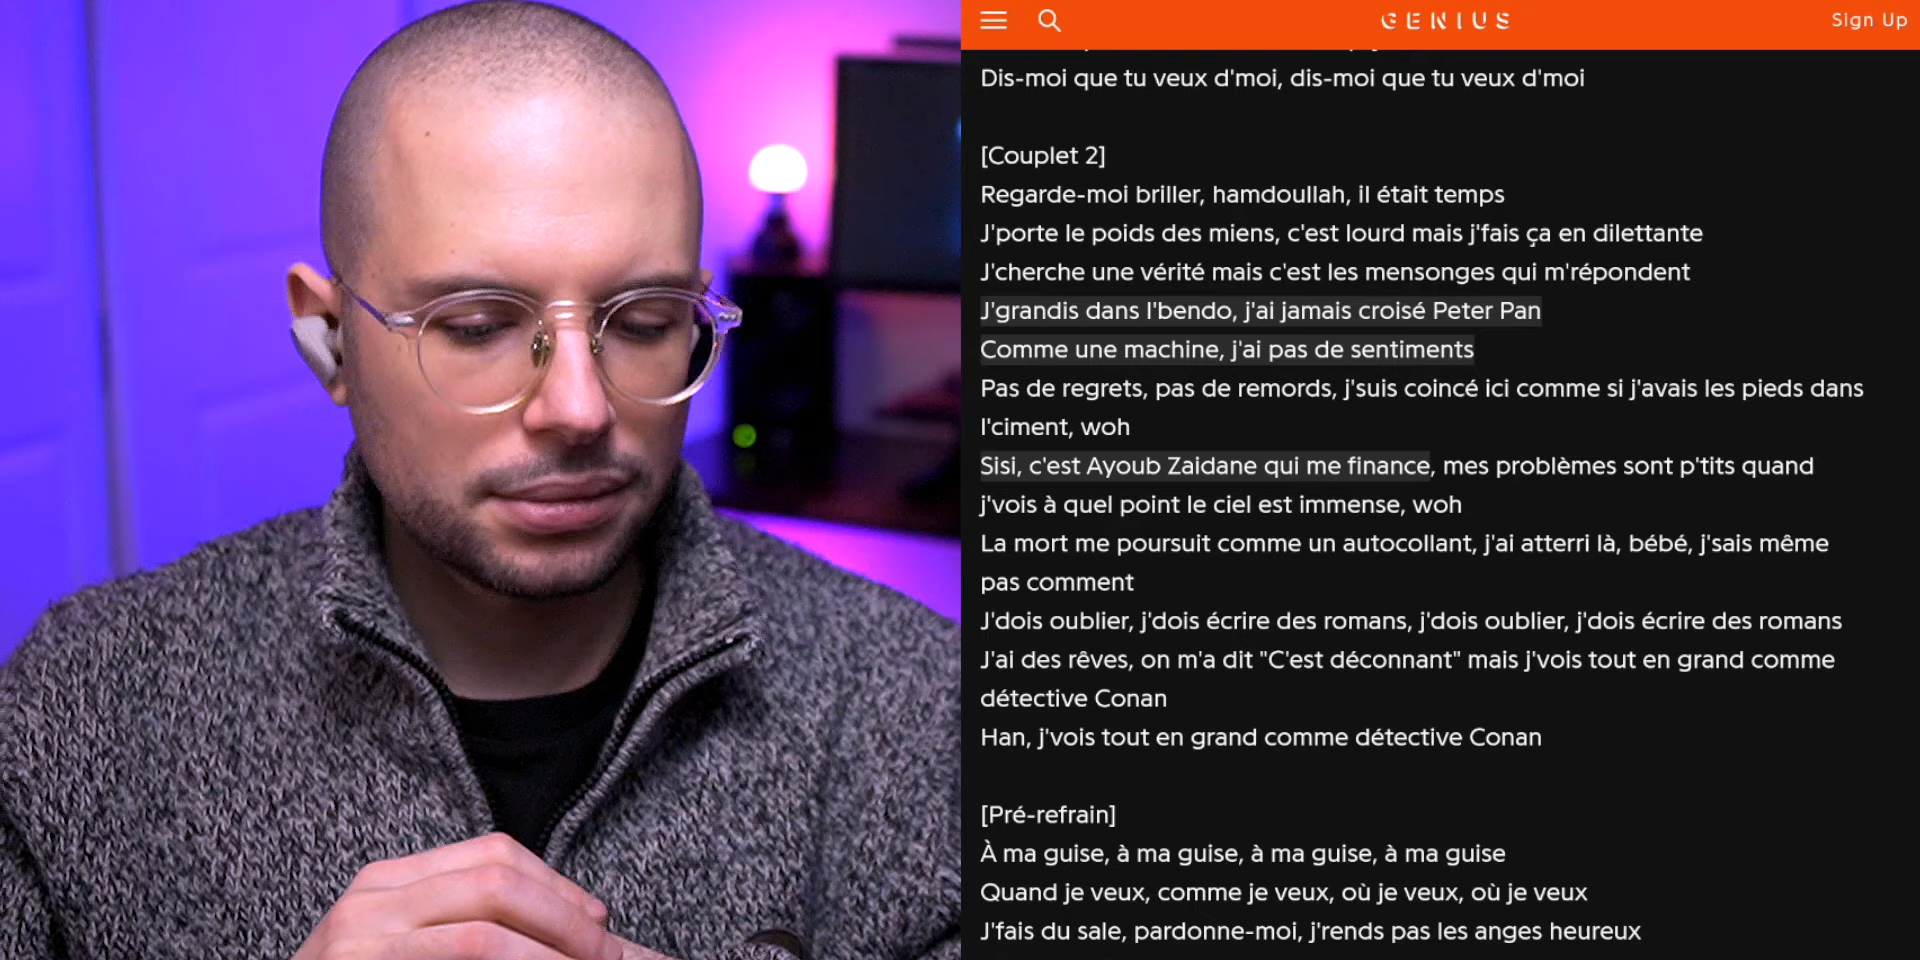 GENIUS
Sign Up
Dis-moi que tu veux d'moi, dis-moi que tu veux d'moi
[Couplet 2]
Regarde-moi briller, hamdoullah, il était temps
J'porte le poids des miens, c'est lourd mais j'fais ça en dilettante
J'cherche une vérité mais c'est les mensonges qui m'répondent
J'grandis dans l'bendo, j'ai jamais croisé Peter Pan
Comme une machine, j'ai pas de sentiments
Pas de regrets, pas de remords, j'suis coincé ici comme si j'avais les pieds dans
l'ciment, woh
Sisi, c'est Ayoub Zaidane qui me finance, mes problèmes sont p'tits quand
j'vois à quel point le ciel est immense, woh
La mort me poursuit comme un autocollant, j'ai atterri là, bébé, j'sais même
pas comment
J'dois oublier, j'dois écrire des romans, j'dois oublier, j'dois écrire des romans
J'ai des rêves, on m'a dit "C'est déconnant" mais j'vois tout en grand comme
détective Conan
Han, j'vois tout en grand comme détective Conan
[Pré-refrain]
À ma guise, à ma guise, à ma guise, à ma guise
Quand je veux, comme je veux, où je veux, où je veux
J'fais du sale, pardonne-moi, j'rends pas les anges heureux